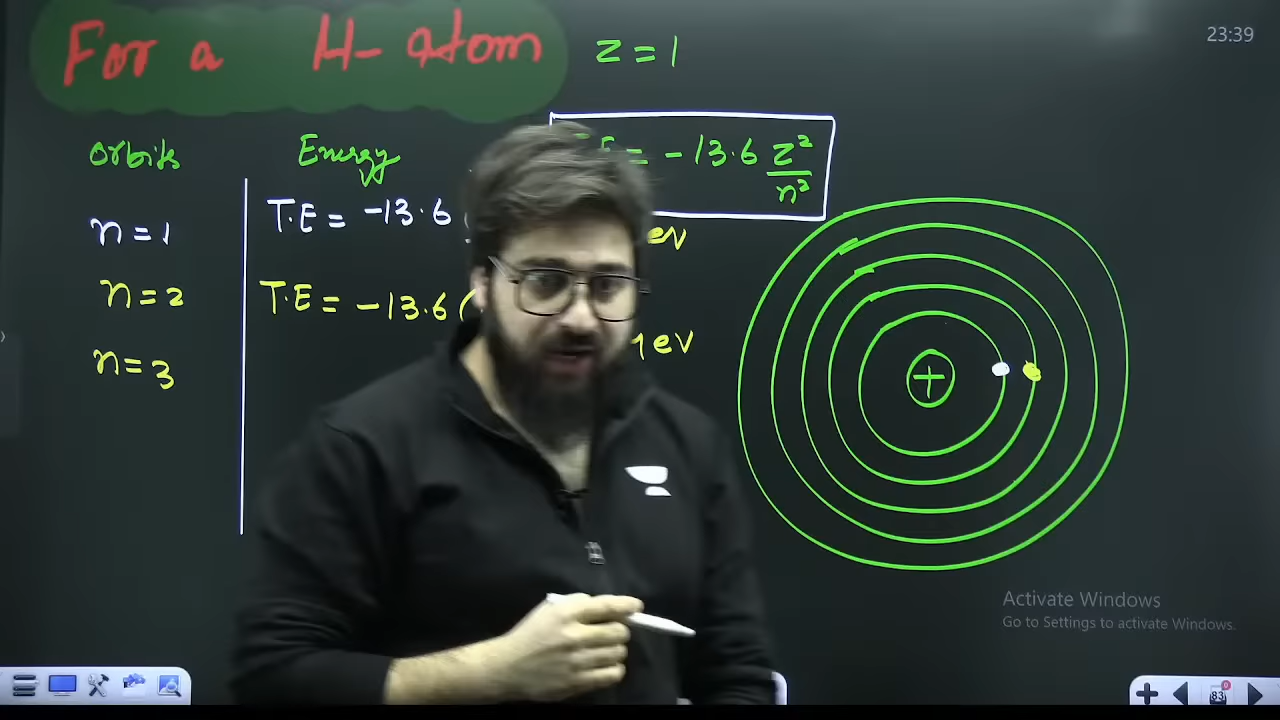 For a H-atom z = 1
23:39
orbits Energy = -13.6 z²/n²
n=1 T.E = -13.6 ev
n=2 T.E = -13.6 ( ev
n=3
+
Activate Windows
Go to Settings to activate Windows.
83